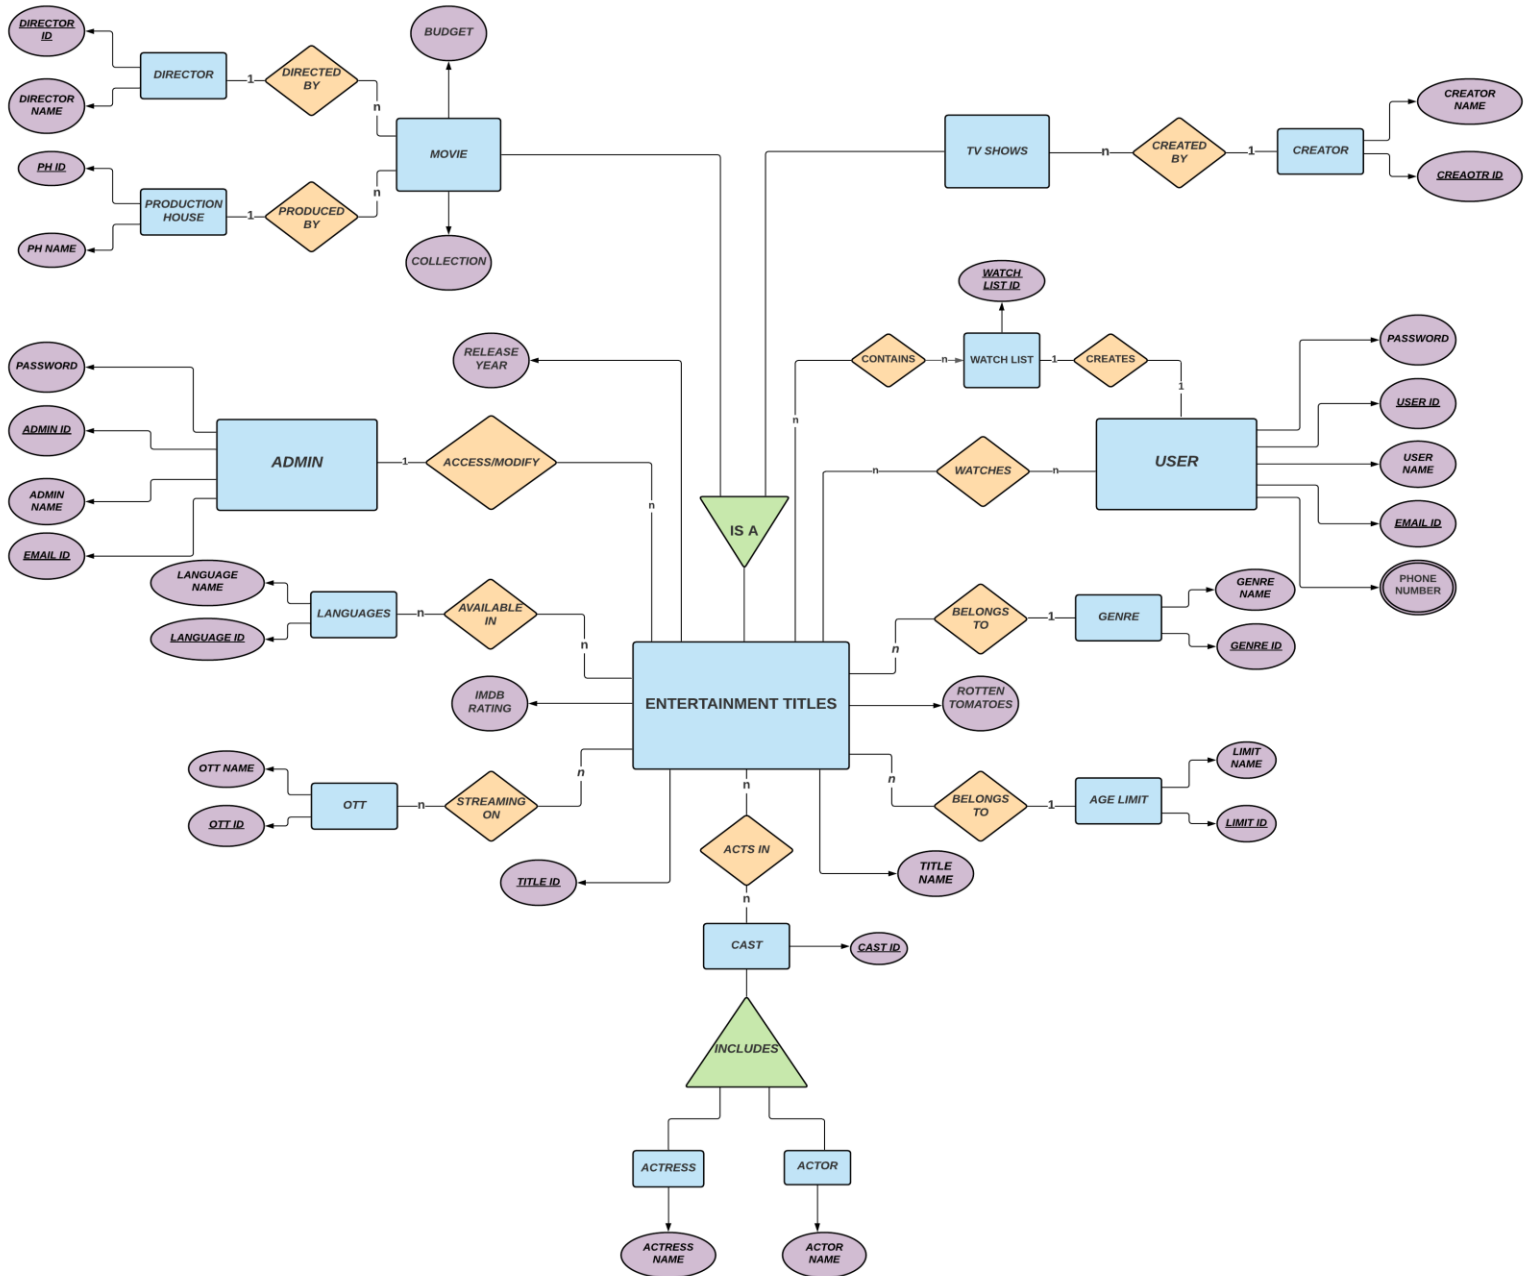 DIRECTOR
ID
DIRECTOR
NAME
DIRECTOR
1
DIRECTED
BY
n
BUDGET
MOVIE
COLLECTION
PH ID
PH NAME
PRODUCTION
HOUSE
1
PRODUCED
BY
n
TV SHOWS
n
CREATED
BY
1
CREATOR
CREATOR
NAME
CREAOTR ID
WATCH
LIST ID
CONTAINS
n
WATCH LIST
1
CREATES
1
n
PASSWORD
ADMIN ID
ADMIN
NAME
EMAIL ID
ADMIN
1
ACCESS/MODIFY
n
RELEASE
YEAR
IS A
n
WATCHES
n
USER
PASSWORD
USER ID
USER
NAME
EMAIL ID
PHONE
NUMBER
LANGUAGE
NAME
LANGUAGE ID
LANGUAGES
n
AVAILABLE
IN
n
BELONGS
TO
n
1
GENRE
GENRE
NAME
GENRE ID
IMDB
RATING
ENTERTAINMENT TITLES
ROTTEN
TOMATOES
OTT NAME
OTT ID
OTT
n
STREAMING
ON
n
n
BELONGS
TO
1
AGE LIMIT
LIMIT
NAME
LIMIT ID
TITLE ID
n
ACTS IN
n
TITLE
NAME
CAST
CAST ID
INCLUDES
ACTRESS
ACTOR
ACTRESS
NAME
ACTOR
NAME